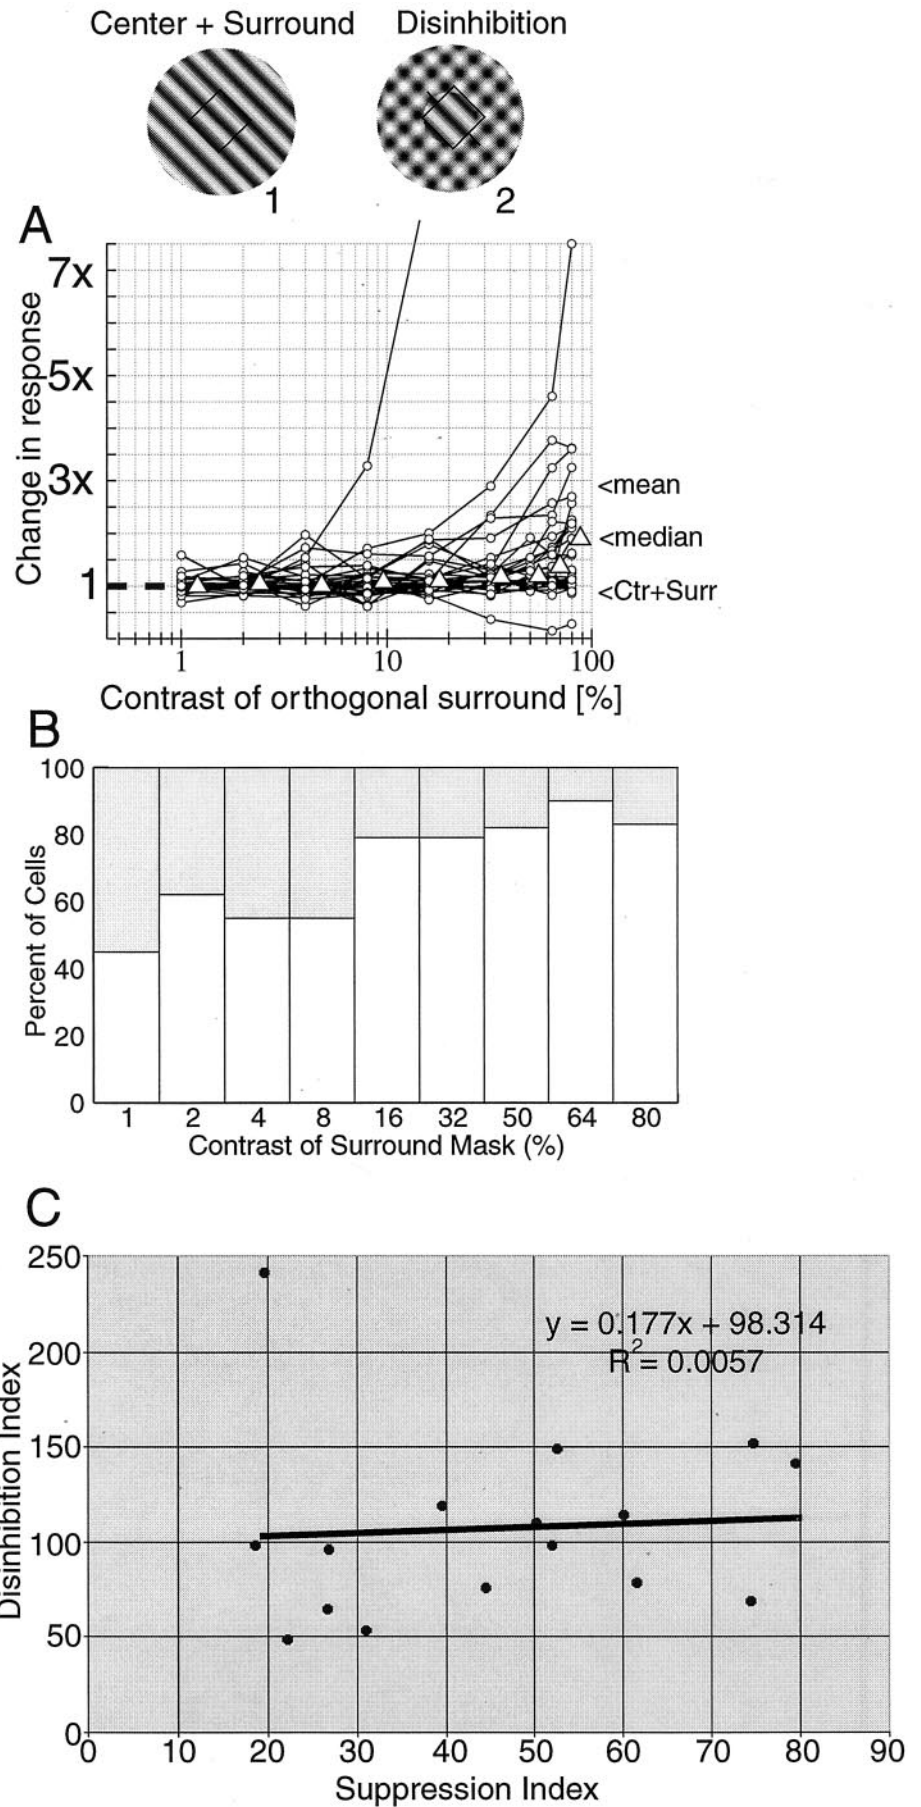 Center + Surround
Disinhibition
1
2
A
7x
5x
3x
1
Change in response
<mean
<median
<Ctr+Surr
1
10
100
Contrast of orthogonal surround [%]
B
100
80
60
40
20
0
Percent of Cells
1 2 4 8 16 32 50 64 80
Contrast of Surround Mask (%)
C
250
200
150
100
50
0
Disinhibition Index
y = 0.177x + 98.314
R² = 0.0057
0 10 20 30 40 50 60 70 80 90
Suppression Index